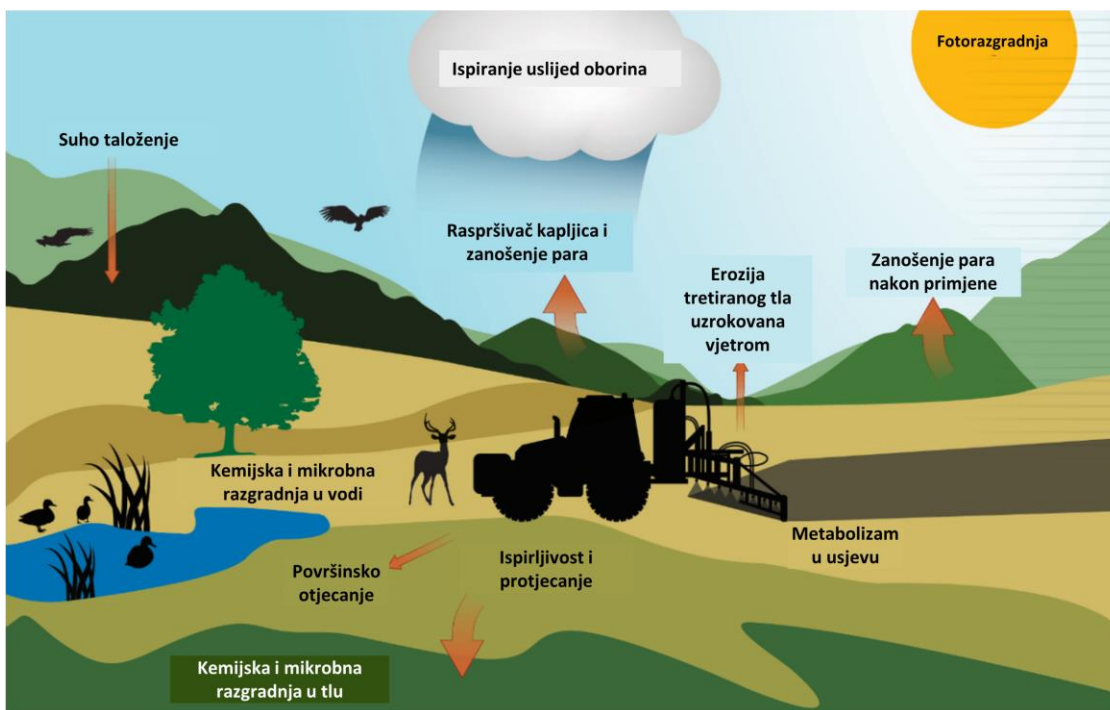 Fotorazgradnja
Ispiranje uslijed oborina
Suho taloženje
Raspršivač kapljica i
zanošenje para
Erozija
tretiranog tla
uzrokovana
vjetrom
Zanošenje para
nakon primjene
Kemijska i mikrobna
razgradnja u vodi
Metabolizam
u usjevu
Površinsko
otjecanje
Ispirljivost i
protjecanje
Kemijska i mikrobna
razgradnja u tlu